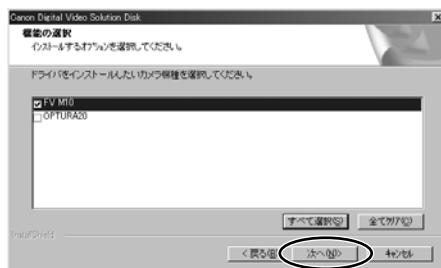 Canon Digital Video Solution Disk
機能の選択
インストールするオプションを選択してください。
ドライバをインストールしたいカメラ機種を選択してください。
FV M10
OPTURA20
すべて選択(S)
全てクリア(C)
InstallShield
< 戻る(B)
次へ(N)>
キャンセル